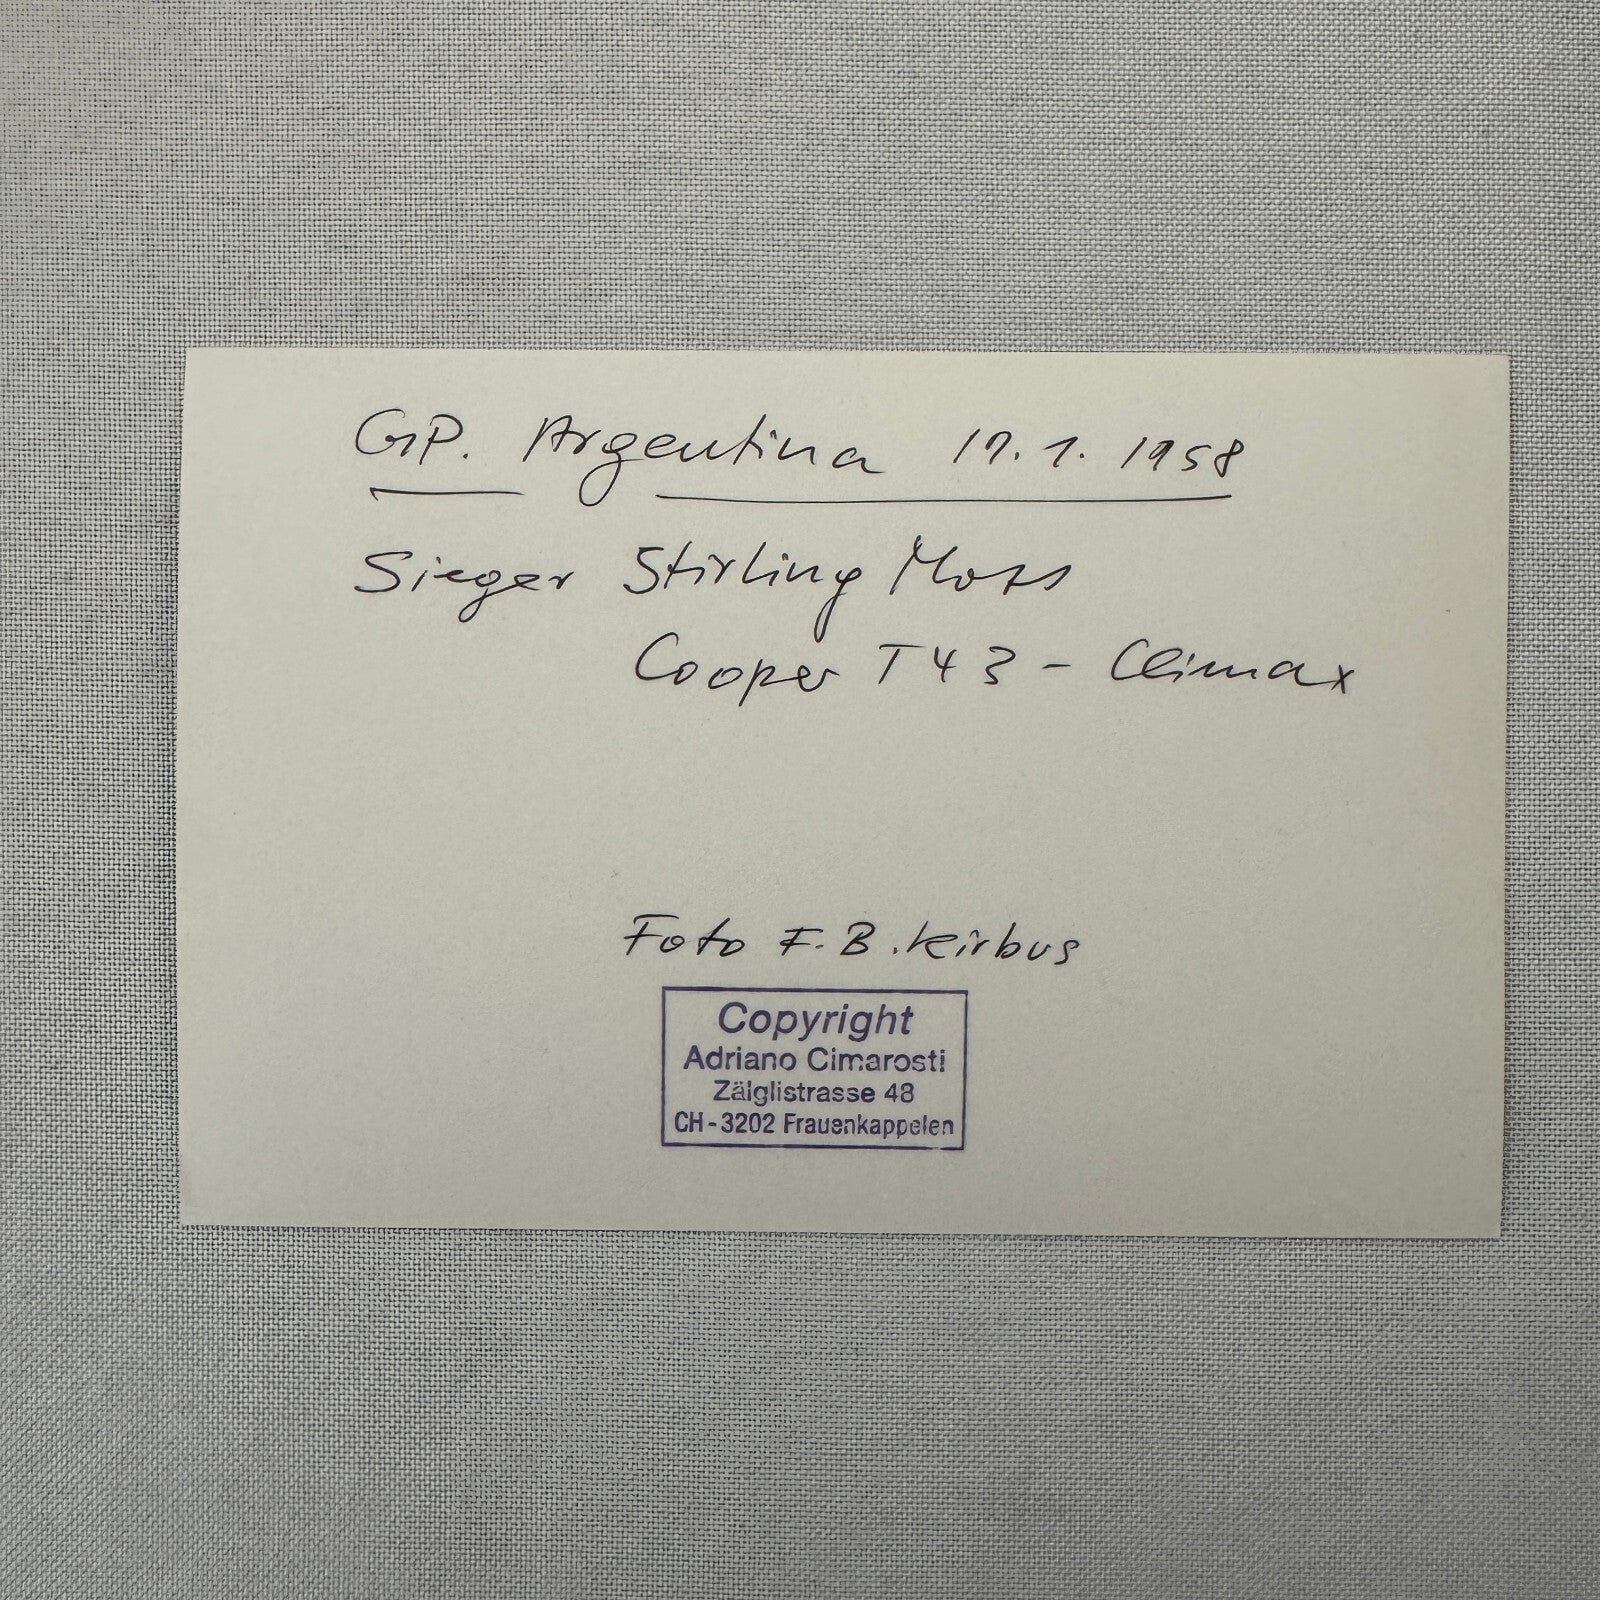 GP. Argentina 19.1.1958
Sieger Stirling Moss
Cooper T43 - Climax
Foto F.B. Kirbus
Copyright
Adriano Cimarosti
Zälglistrasse 48
CH-3202 Frauenkappelen